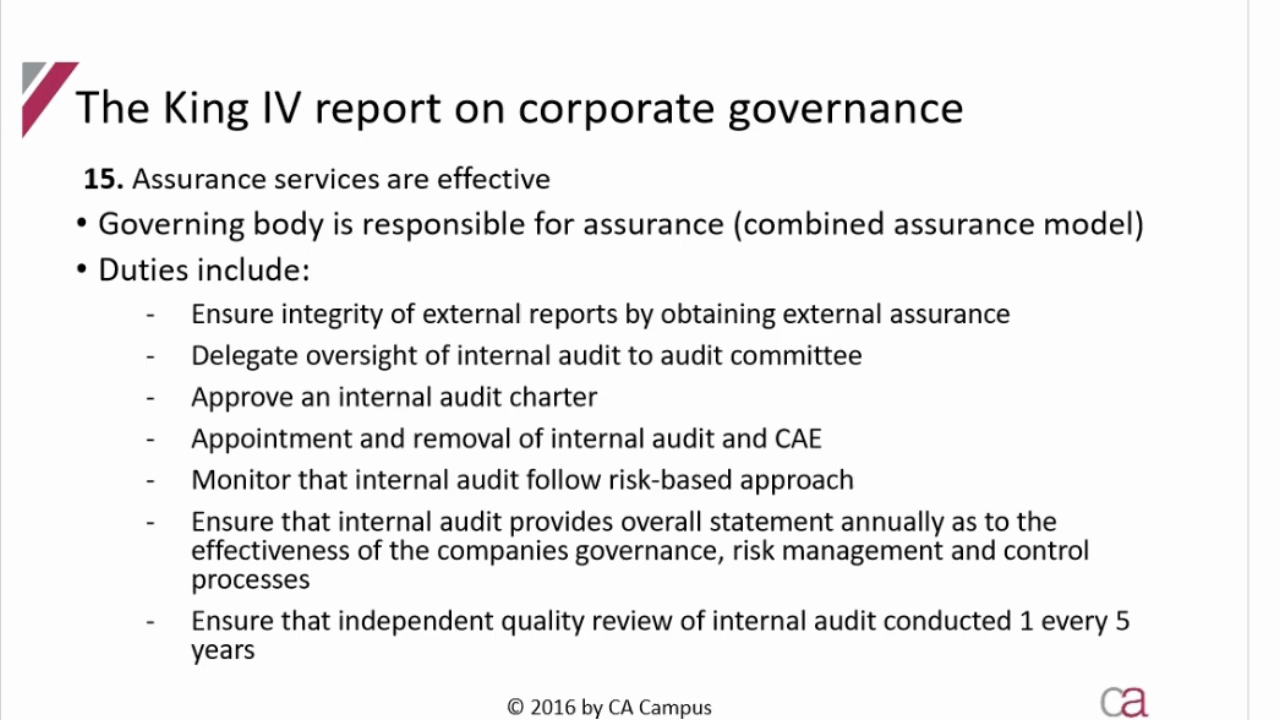 The King IV report on corporate governance
15. Assurance services are effective
• Governing body is responsible for assurance (combined assurance model)
• Duties include:
- Ensure integrity of external reports by obtaining external assurance
- Delegate oversight of internal audit to audit committee
- Approve an internal audit charter
- Appointment and removal of internal audit and CAE
- Monitor that internal audit follow risk-based approach
- Ensure that internal audit provides overall statement annually as to the
effectiveness of the companies governance, risk management and control
processes
- Ensure that independent quality review of internal audit conducted 1 every 5
years
© 2016 by CA Campus
ca